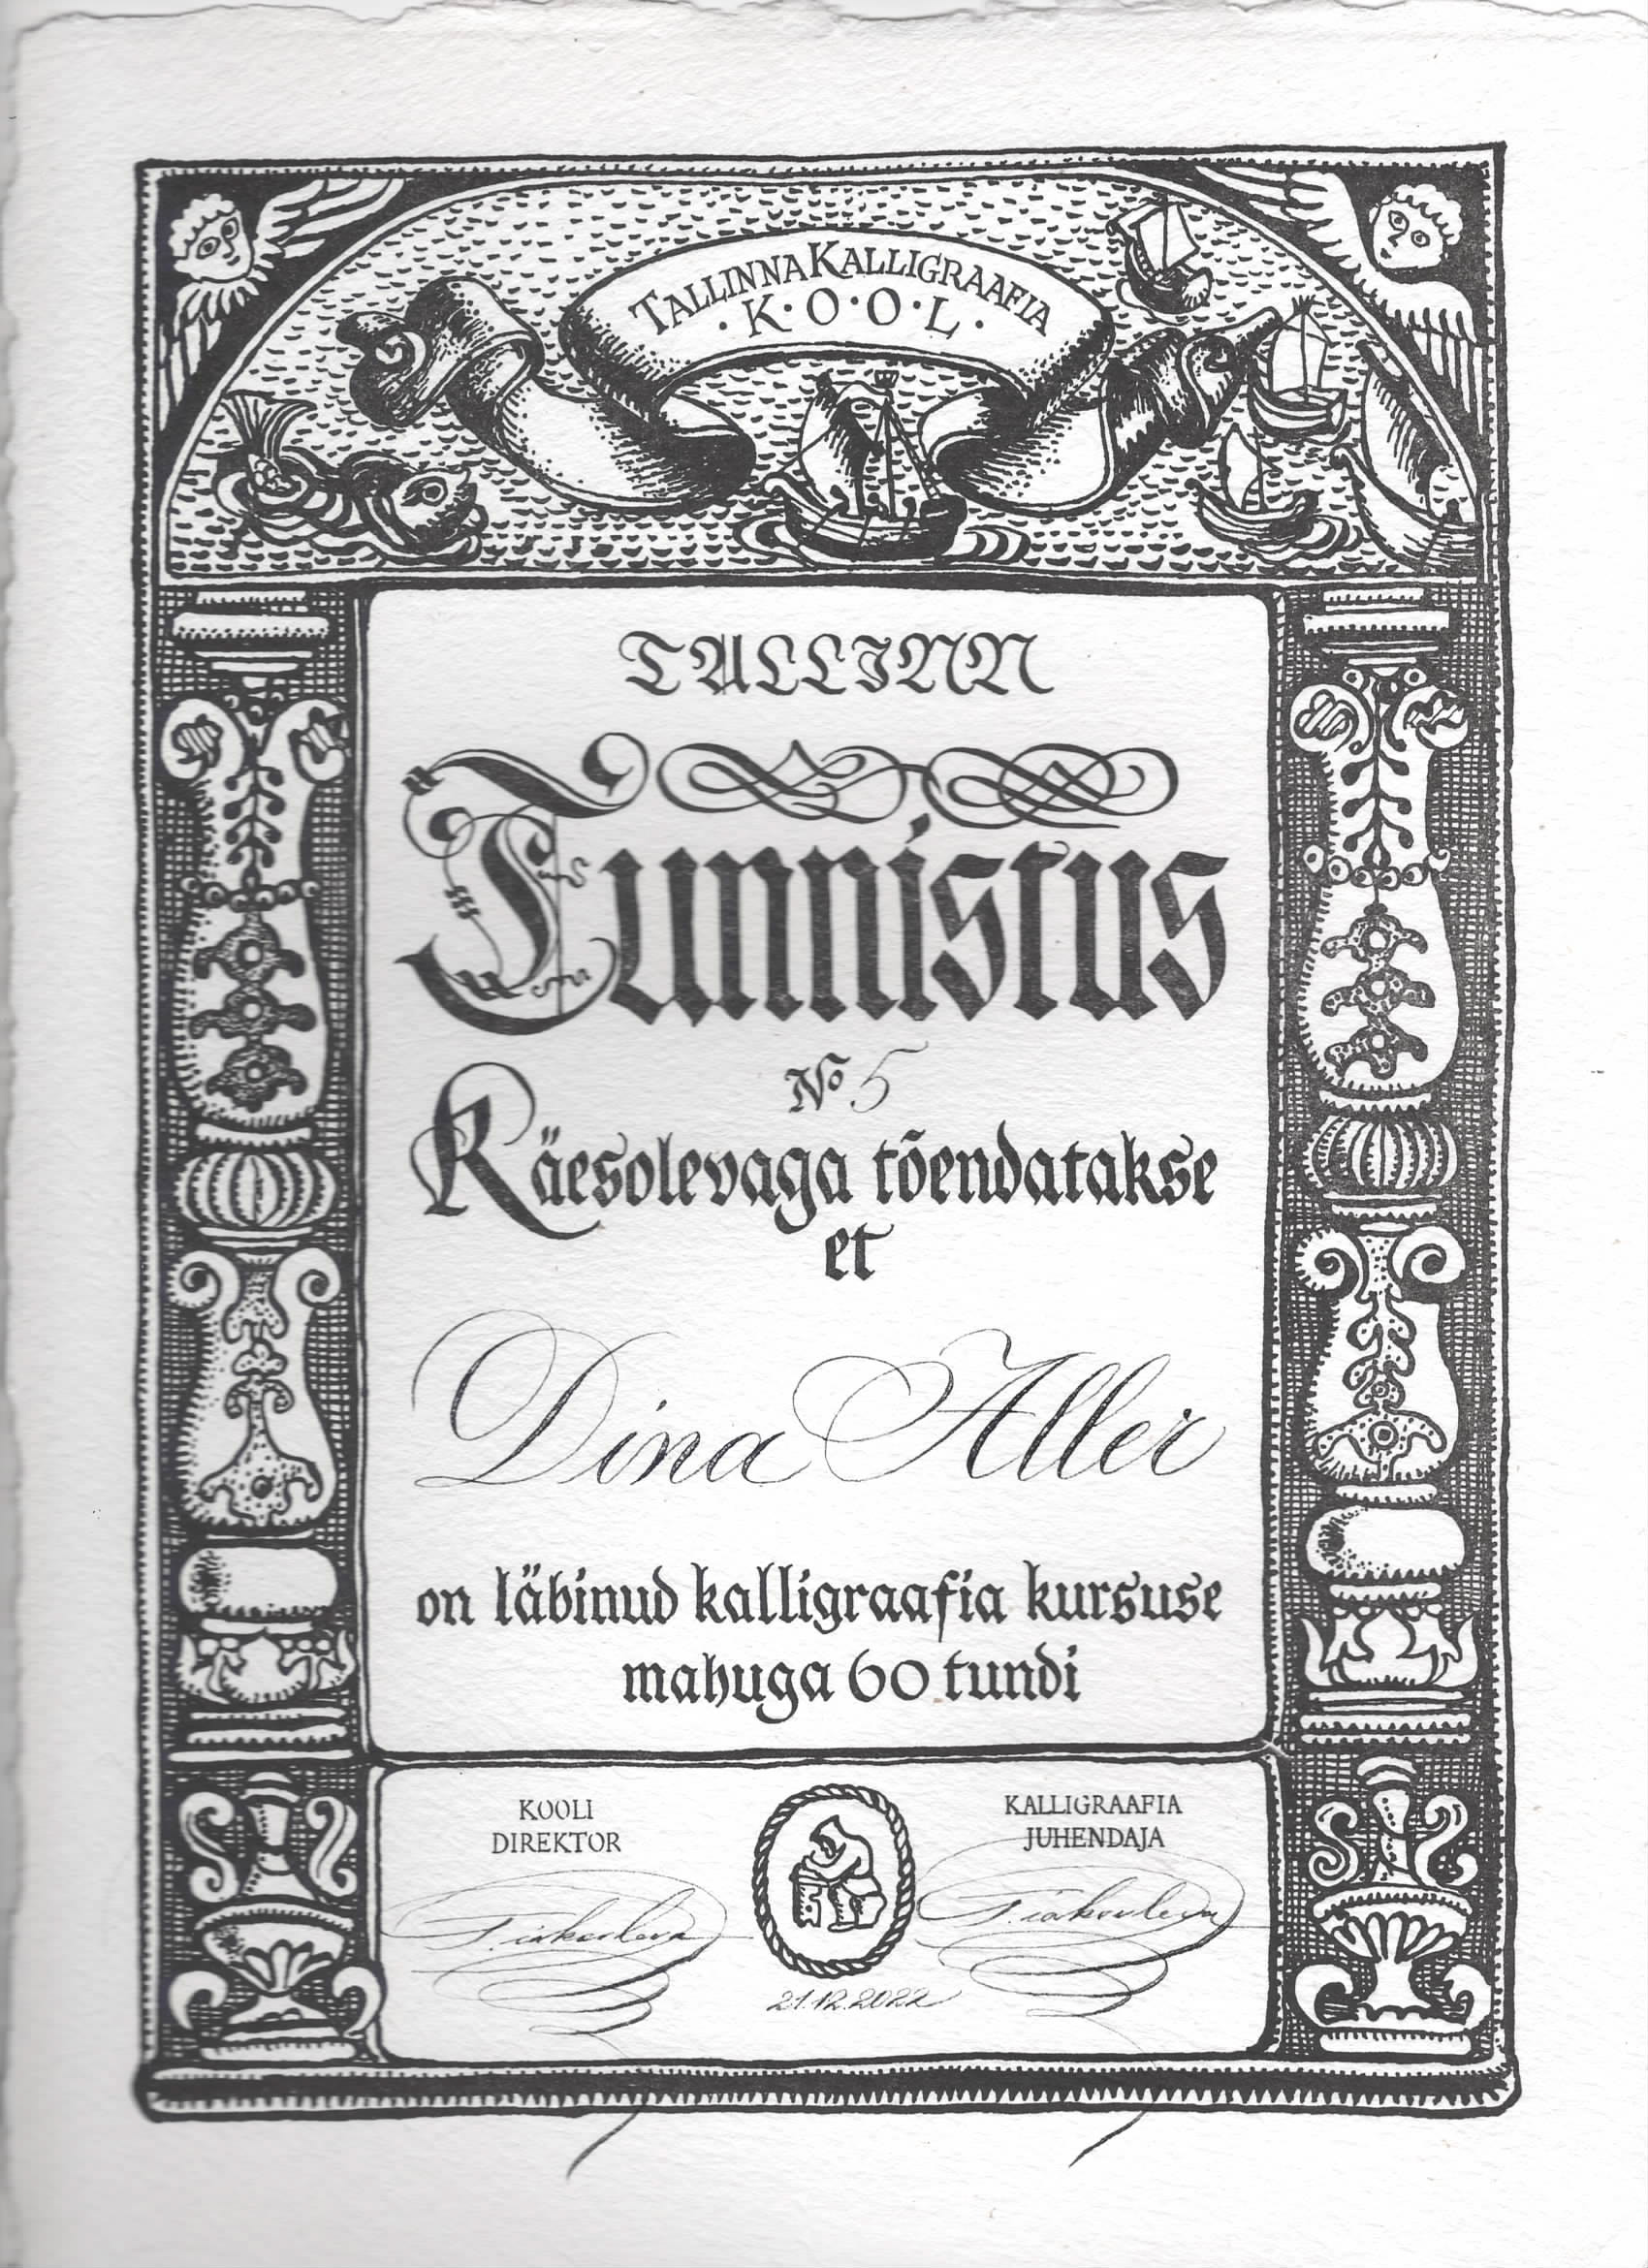 TALLINNA KALLIGRAAFIA
·K·O·O·L·
TALLINN
Tunnistus
No 5
Käesolevaga tõendatakse
et
Dina Aller
on läbinud kalligraafia kursuse
mahuga 60 tundi
KOOLI
DIREKTOR
KALLIGRAAFIA
JUHENDAJA
21.12.2022